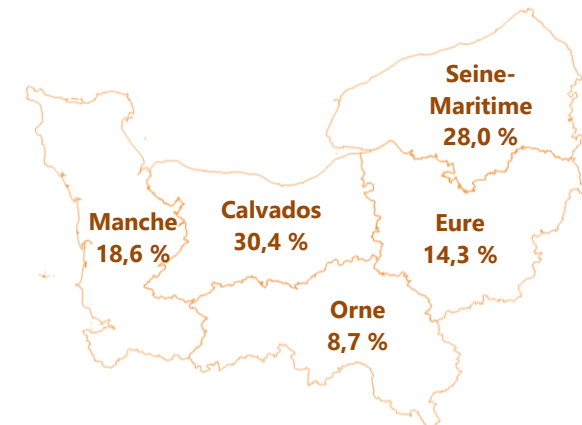 Seine-
Maritime
28,0 %
Manche
18,6 %
Calvados
30,4 %
Eure
14,3 %
Orne
8,7 %